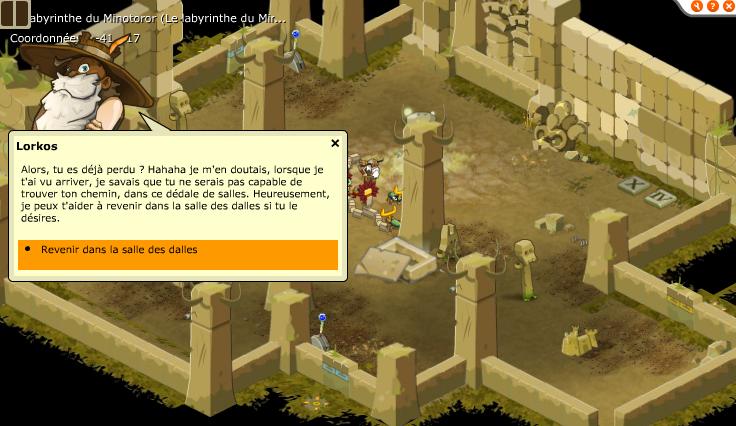 abyrinthe du Minotoror (Le labyrinthe du Mir...
Coordonnée -41 17
Lorkos
Alors, tu es déjà perdu ? Hahaha je m'en doutais, lorsque je
t'ai vu arriver, je savais que tu ne serais pas capable de
trouver ton chemin, dans ce dédale de salles. Heureusement,
je peux t'aider à revenir dans la salle des dalles si tu le
désires.
Revenir dans la salle des dalles
X IV